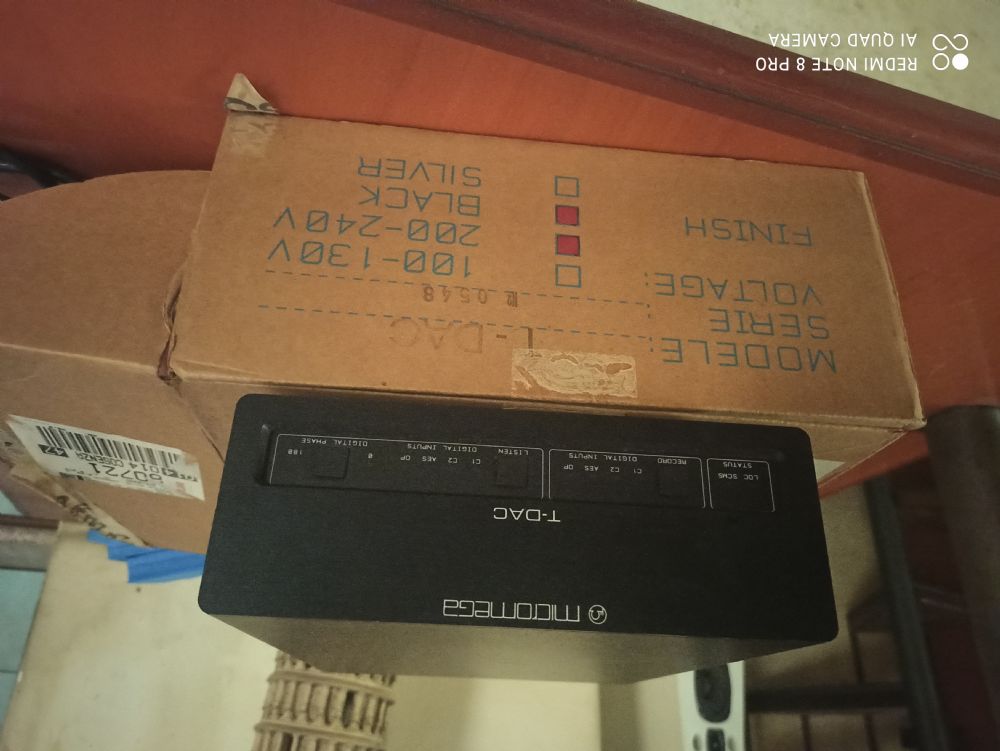 micromega
T-DAC
LOC SCMS
STATUS
RECORD
C1 C2 AES OP
DIGITAL INPUTS
LISTEN
C1 C2 AES OP
DIGITAL INPUTS
0 180
DIGITAL PHASE
MODELE: T-DAC
SERIE : 0548
VOLTAGE: 100-130V
200-240V
FINISH BLACK
SILVER
REDMI NOTE 8 PRO
AI QUAD CAMERA